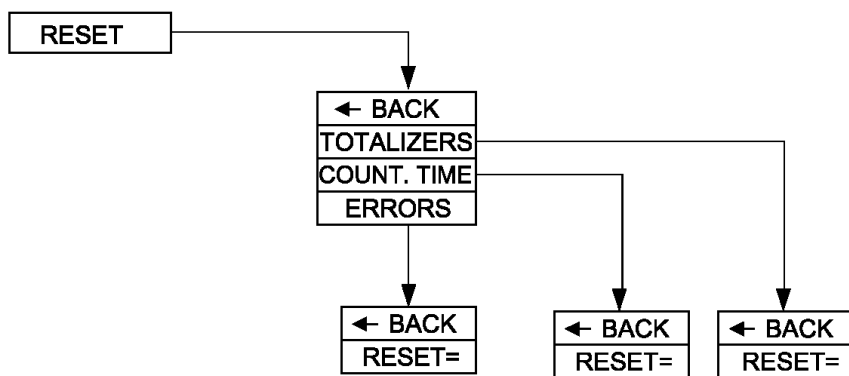 RESET
← BACK
TOTALIZERS
COUNT. TIME
ERRORS
← BACK
RESET=
← BACK
RESET=
← BACK
RESET=